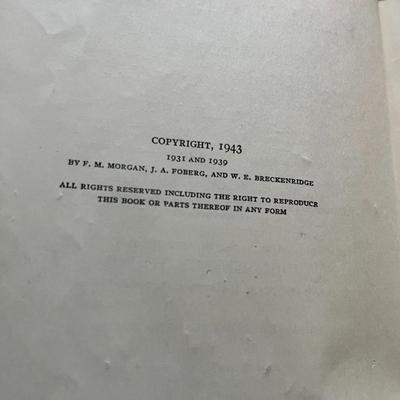 COPYRIGHT, 1943
1931 AND 1939
BY F. M. MORGAN, J. A. FOBERG, AND W. E. BRECKENRIDGE
ALL RIGHTS RESERVED INCLUDING THE RIGHT TO REPRODUCR
THIS BOOK OR PARTS THEREOF IN ANY FORM